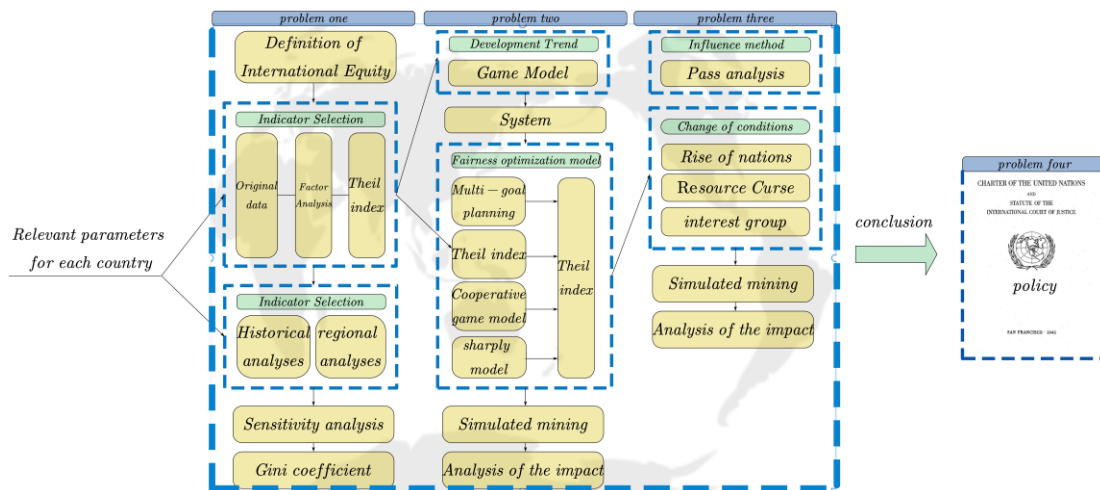 problem one
problem two
problem three
Definition of
International Equity
Indicator Selection
Original
data
Factor
Analysis
Theil
index
Relevant parameters
for each country
Indicator Selection
Historical
analyses
regional
analyses
Sensitivity analysis
Gini coefficient
Development Trend
Game Model
System
Fairness optimization model
Multi − goal
planning
Theil index
Cooperative
game model
sharply
model
Theil
index
Simulated mining
Analysis of the impact
Influence method
Pass analysis
Change of conditions
Rise of nations
Resource Curse
interest group
Simulated mining
Analysis of the impact
conclusion
problem four
CHARTER OF THE UNITED NATIONS
AND
STATUTE OF THE
INTERNATIONAL COURT OF JUSTICE
policy
SAN FRANCISCO · 1945